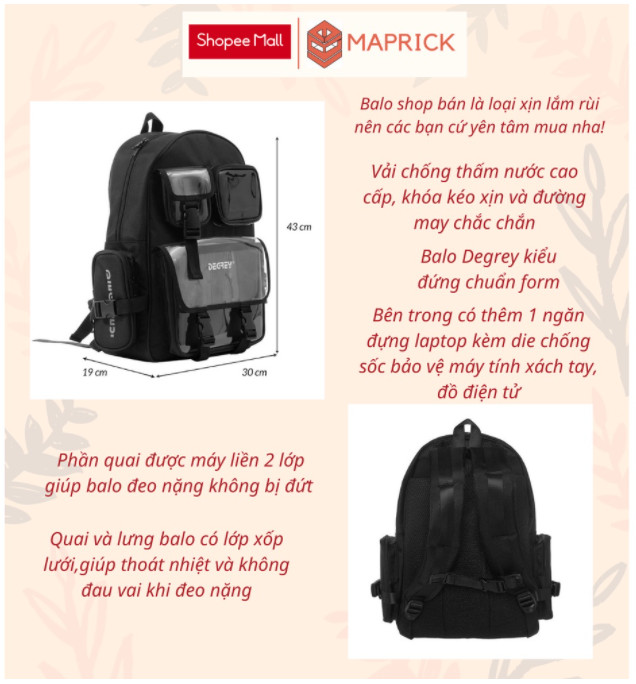 Shopee Mall
MAPRICK
Balo shop bán là loại xịn lắm rùi
nên các bạn cứ yên tâm mua nha!
Vải chống thấm nước cao
cấp, khóa kéo xịn và đường
may chắc chắn
Balo Degrey kiểu
đứng chuẩn form
Bên trong có thêm 1 ngăn
đựng laptop kèm die chống
sốc bảo vệ máy tính xách tay,
đồ điện tử
43 cm
DEGREY
19 cm
30 cm
Phần quai được máy liền 2 lớp
giúp balo đeo nặng không bị đứt
Quai và lưng balo có lớp xốp
lưới,giúp thoát nhiệt và không
đau vai khi đeo nặng